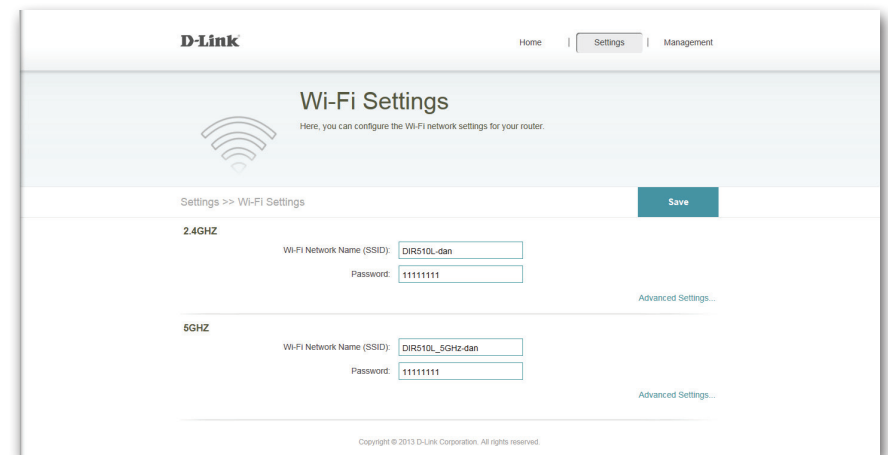 D-Link
Home | Settings | Management
Wi-Fi Settings
Here, you can configure the Wi-Fi network settings for your router.
Settings >> Wi-Fi Settings
Save
2.4GHZ
Wi-Fi Network Name (SSID): DIR510L-dan
Password: 11111111
Advanced Settings...
5GHZ
Wi-Fi Network Name (SSID): DIR510L_5GHz-dan
Password: 11111111
Advanced Settings...
Copyright © 2013 D-Link Corporation. All rights reserved.